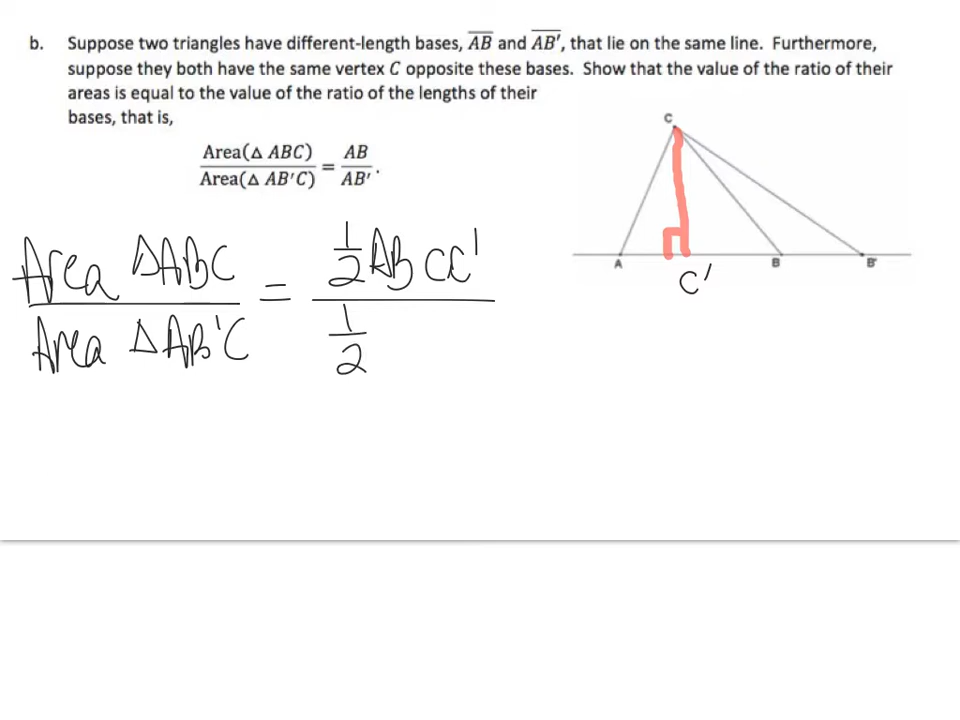 b. Suppose two triangles have different-length bases, AB and AB′, that lie on the same line. Furthermore,
suppose they both have the same vertex C opposite these bases. Show that the value of the ratio of their
areas is equal to the value of the ratio of the lengths of their
bases, that is,
Area(△ ABC) / Area(△ AB′C) = AB / AB′.
C
A
B
B'
C'
Area △ABC / Area △AB'C = 1/2 AB CC' / 1/2